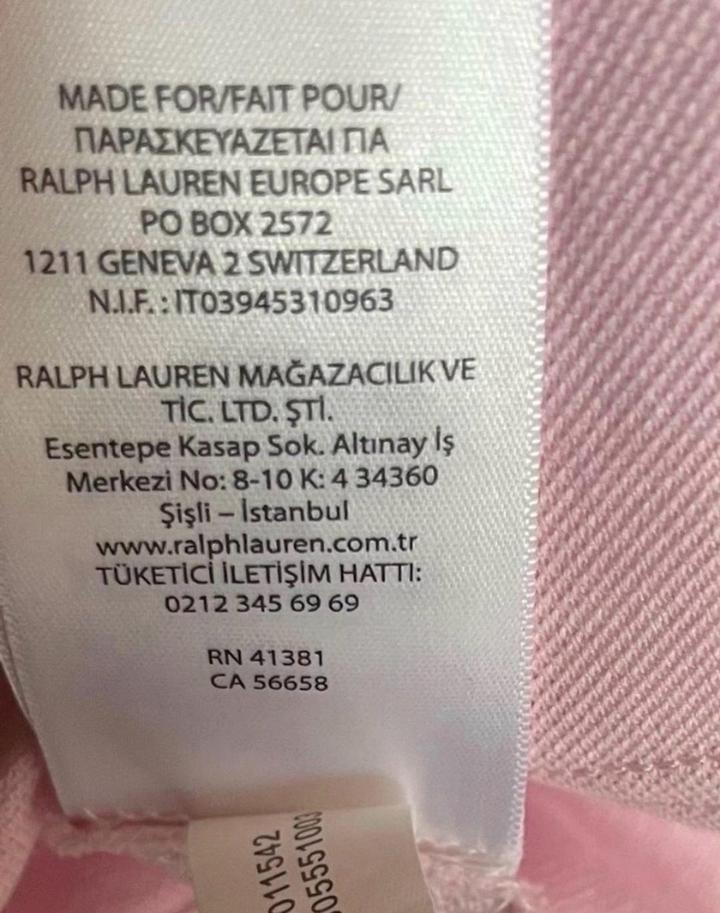 MADE FOR/FAIT POUR/
ΠΑΡΑΣΚΕΥΑΖΕΤΑΙ ΓΙΑ
RALPH LAUREN EUROPE SARL
PO BOX 2572
1211 GENEVA 2 SWITZERLAND
N.I.F. : IT03945310963
RALPH LAUREN MAĞAZACILIK VE
TİC. LTD. ŞTİ.
Esentepe Kasap Sok. Altınay İş
Merkezi No: 8-10 K: 4 34360
Şişli – İstanbul
www.ralphlauren.com.tr
TÜKETİCİ İLETİŞİM HATTI:
0212 345 69 69
RN 41381
CA 56658